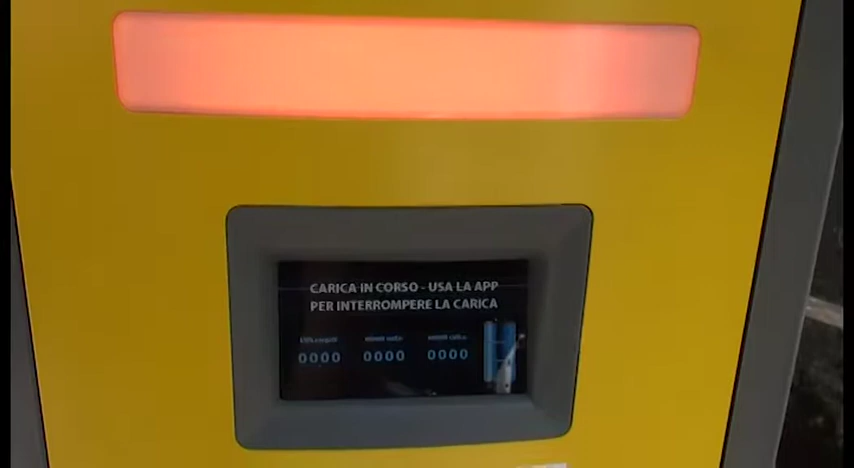 CARICA IN CORSO - USA LA APP
PER INTERROMPERE LA CARICA
0000 0000 0000